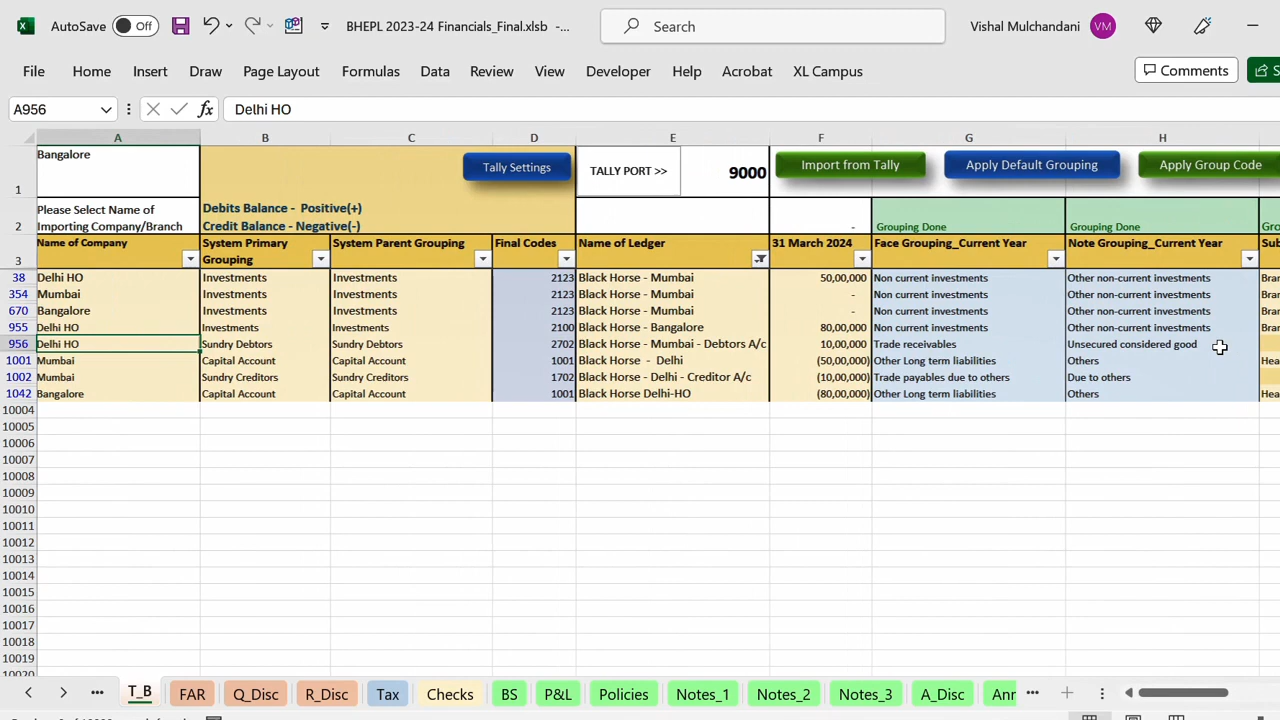 AutoSave Off BHEPL 2023-24 Financials_Final.xlsb -... Search Vishal Mulchandani VM
File Home Insert Draw Page Layout Formulas Data Review View Developer Help Acrobat XL Campus Comments
A956 fx Delhi HO
A B C D E F G H
1 Bangalore Tally Settings TALLY PORT >> 9000 Import from Tally Apply Default Grouping Apply Group Code
Please Select Name of Debits Balance - Positive(+)
2 Importing Company/Branch Credit Balance - Negative(-) - Grouping Done Grouping Done
Name of Company System Primary System Parent Grouping Final Codes Name of Ledger 31 March 2024 Face Grouping_Current Year Note Grouping_Current Year
3 Grouping
38 Delhi HO Investments Investments 2123 Black Horse - Mumbai 50,00,000 Non current investments Other non-current investments
354 Mumbai Investments Investments 2123 Black Horse - Mumbai - Non current investments Other non-current investments
670 Bangalore Investments Investments 2123 Black Horse - Mumbai - Non current investments Other non-current investments
955 Delhi HO Investments Investments 2100 Black Horse - Bangalore 80,00,000 Non current investments Other non-current investments
956 Delhi HO Sundry Debtors Sundry Debtors 2702 Black Horse - Mumbai - Debtors A/c 10,00,000 Trade receivables Unsecured considered good
1001 Mumbai Capital Account Capital Account 1001 Black Horse - Delhi (50,00,000) Other Long term liabilities Others
1002 Mumbai Sundry Creditors Sundry Creditors 1702 Black Horse - Delhi - Creditor A/c (10,00,000) Trade payables due to others Due to others
1042 Bangalore Capital Account Capital Account 1001 Black Horse Delhi-HO (80,00,000) Other Long term liabilities Others
10004
10005
10006
10007
10008
10009
10010
10011
10012
10013
10014
10015
10016
10017
10018
10019
... T_B FAR Q_Disc R_Disc Tax Checks BS P&L Policies Notes_1 Notes_2 Notes_3 A_Disc Anr ...